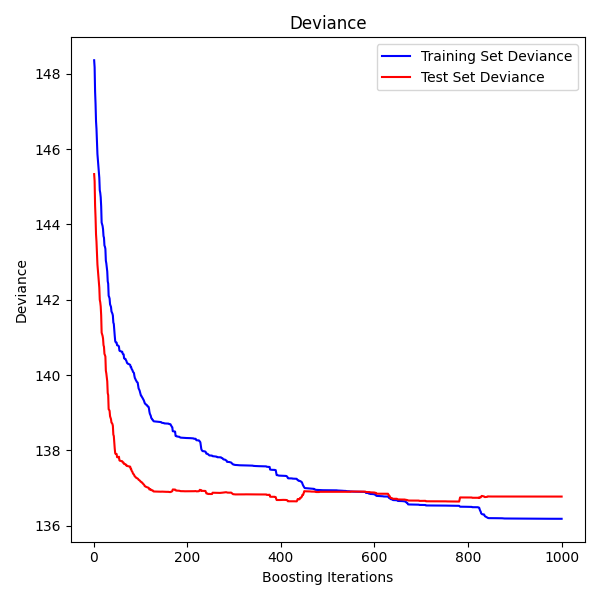 Deviance
Training Set Deviance
Test Set Deviance
Deviance
148
146
144
142
140
138
136
0
200
400
600
800
1000
Boosting Iterations